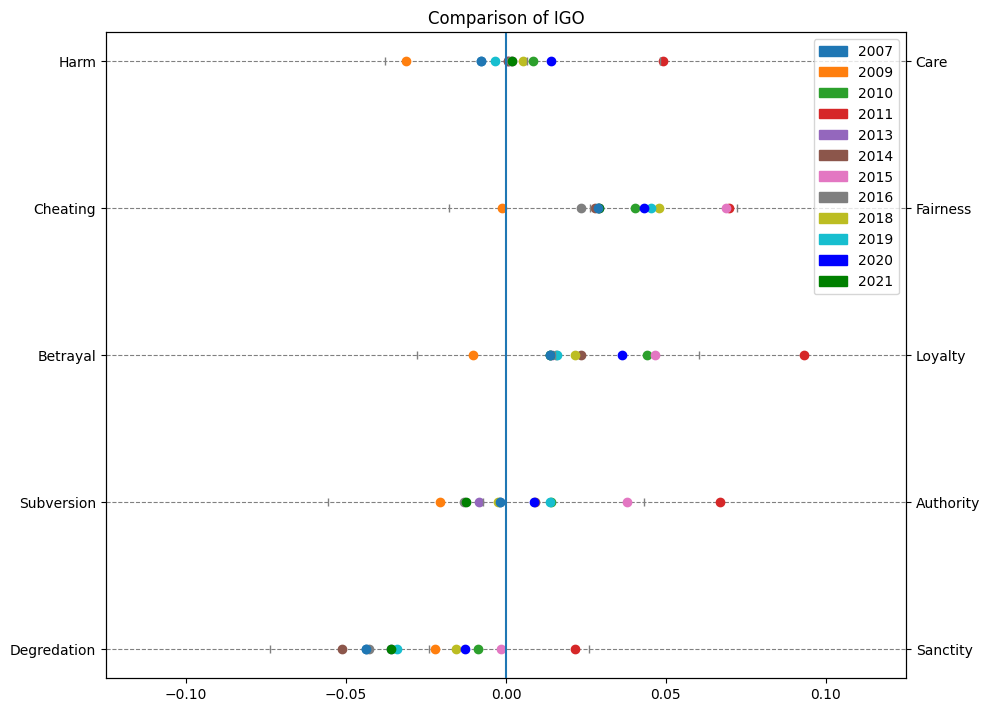 Comparison of IGO
Harm
Care
2007
2009
2010
2011
2013
2014
2015
2016
2018
2019
2020
2021
Cheating
Fairness
Betrayal
Loyalty
Subversion
Authority
Degredation
Sanctity
−0.10
−0.05
0.00
0.05
0.10